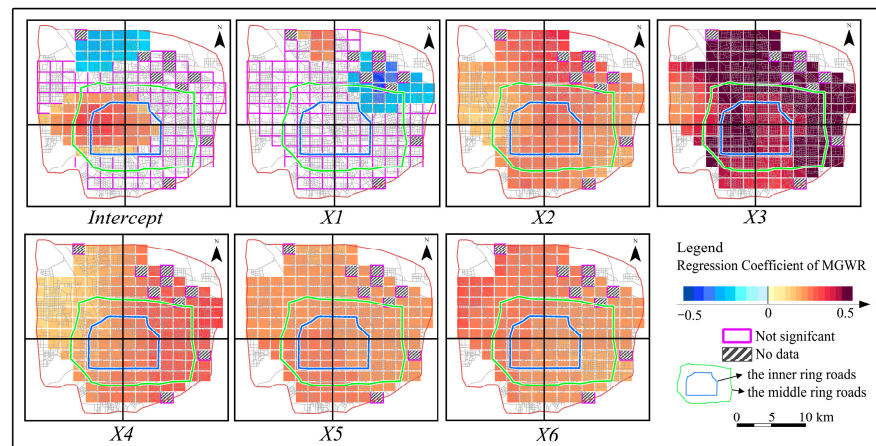 N
N
N
N
Intercept
X1
X2
X3
N
N
N
X4
X5
X6
Legend
Regression Coefficient of MGWR
−0.5 0 0.5
Not signifcant
No data
the inner ring roads
the middle ring roads
0 5 10 km